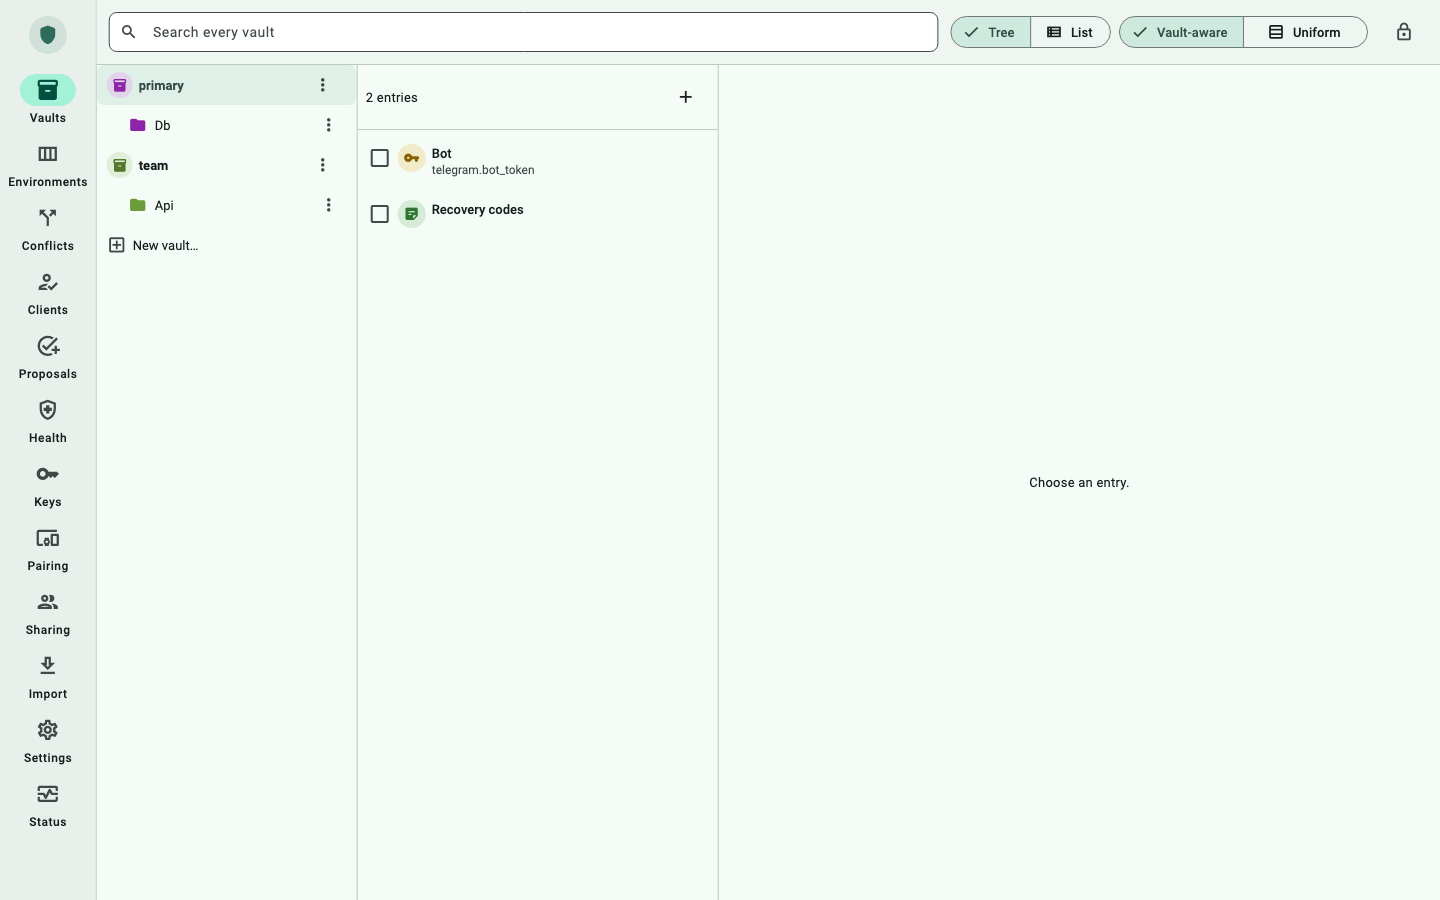 Search every vault
Tree
List
Vault-aware
Uniform
Vaults
Environments
Conflicts
Clients
Proposals
Health
Keys
Pairing
Sharing
Import
Settings
Status
primary
Db
team
Api
New vault...
2 entries
Bot
telegram.bot_token
Recovery codes
Choose an entry.